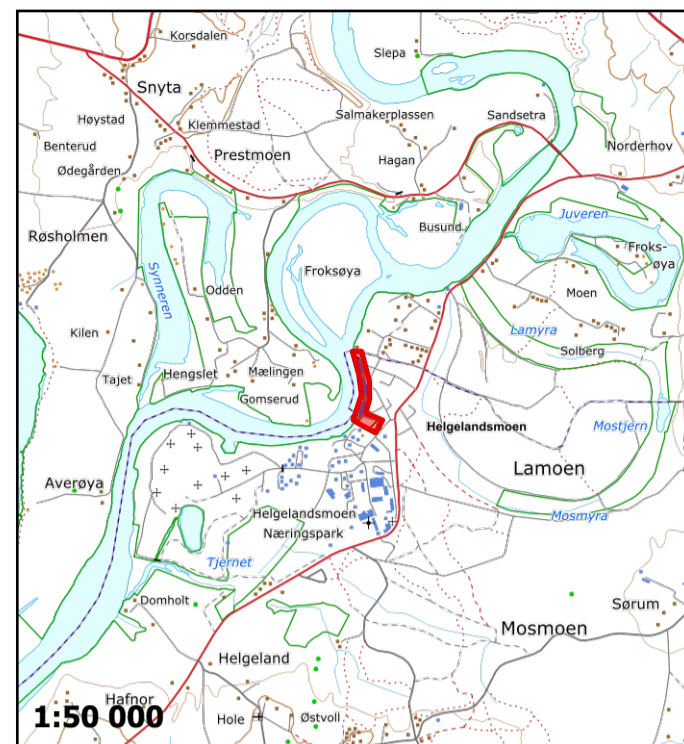 Korsdalen
Slepa
Snyta
Høystad
Klemmestad
Salmakerplassen
Sandsetra
Benterud
Prestmoen
Hagan
Norderhov
Ødegården
Juveren
Røsholmen
Busund
Froks-
øya
Froksøya
Synneren
Odden
Moen
Lamyra
Kilen
Solberg
Tajet
Hengslet
Mælingen
Gomserud
Helgelandsmoen
Mostjern
Lamoen
Averøya
Helgelandsmoen
Næringspark
Mosmyra
Tjernet
Domholt
Sørum
Mosmoen
Helgeland
Hafnor
1:50 000
Hole
Østvoll